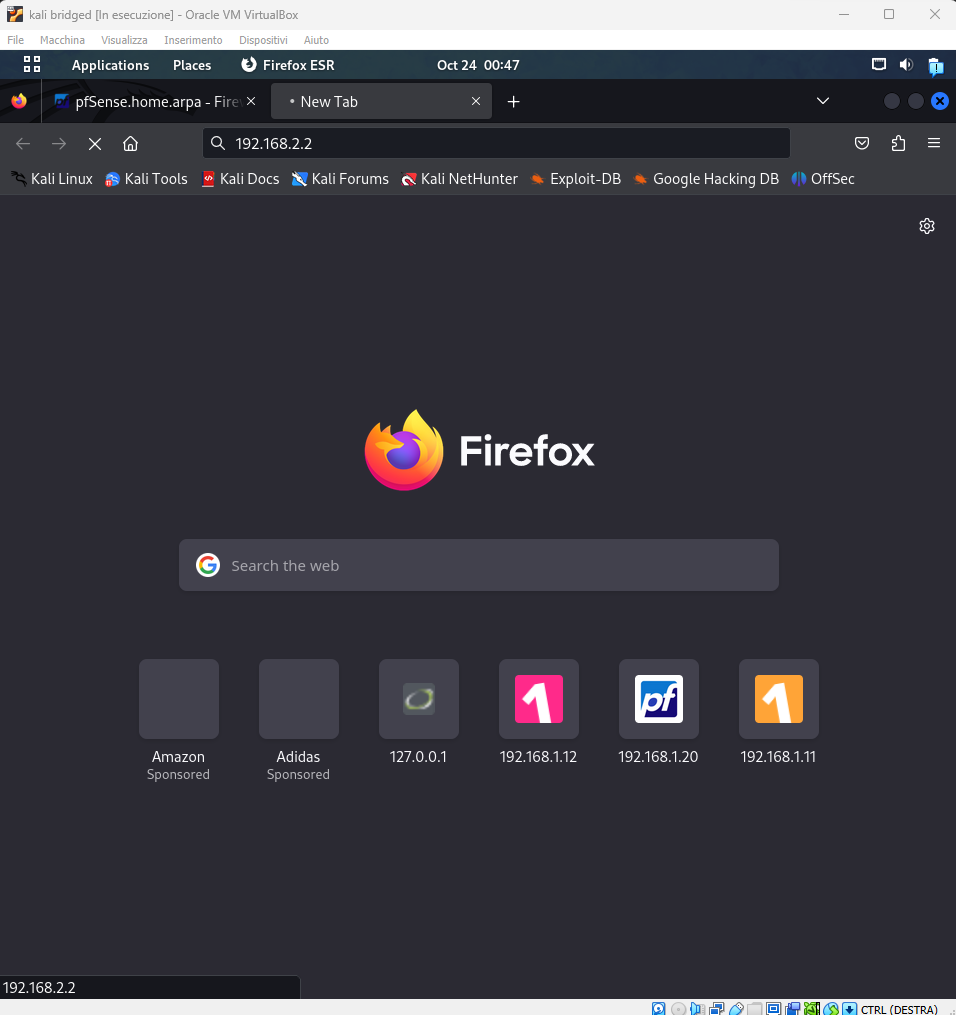 kali bridged [In esecuzione] - Oracle VM VirtualBox
File Macchina Visualizza Inserimento Dispositivi Aiuto
Applications Places Firefox ESR Oct 24 00:47
pfSense.home.arpa - Firew New Tab
192.168.2.2
Kali Linux Kali Tools Kali Docs Kali Forums Kali NetHunter Exploit-DB Google Hacking DB OffSec
Firefox
Search the web
pf
Amazon Adidas 127.0.0.1 192.168.1.12 192.168.1.20 192.168.1.11
Sponsored Sponsored
192.168.2.2
CTRL (DESTRA)